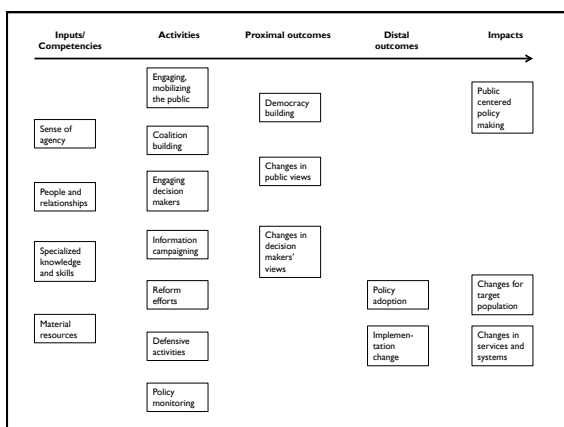 Inputs/
Competencies
Activities
Proximal outcomes
Distal
outcomes
Impacts
Sense of
agency
People and
relationships
Specialized
knowledge
and skills
Material
resources
Engaging,
mobilizing
the public
Coalition
building
Engaging
decision
makers
Information
campaigning
Reform
efforts
Defensive
activities
Policy
monitoring
Democracy
building
Changes in
public views
Changes in
decision
makers'
views
Policy
adoption
Implemen-
tation
change
Public
centered
policy
making
Changes for
target
population
Changes in
services and
systems